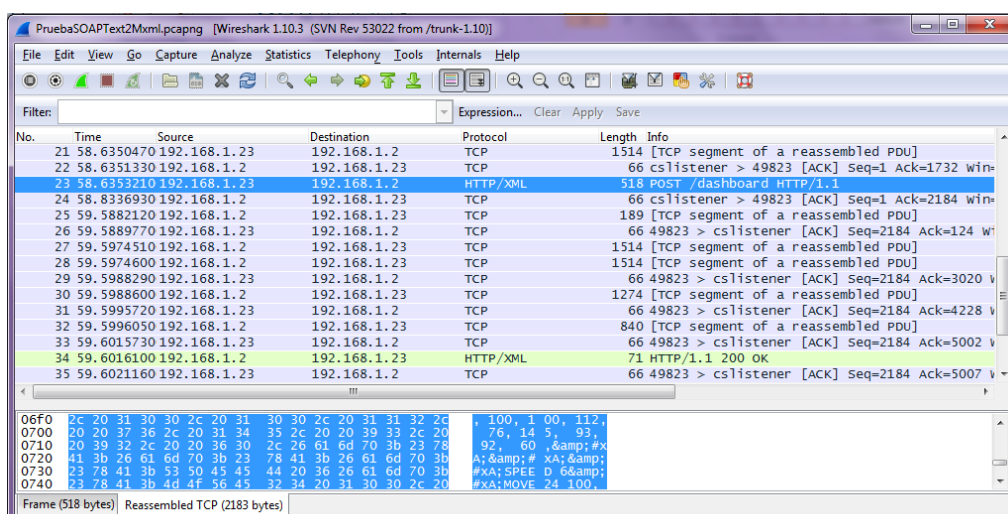 PruebaSOAPText2Mxml.pcapng [Wireshark 1.10.3 (SVN Rev 53022 from /trunk-1.10)]
File Edit View Go Capture Analyze Statistics Telephony Tools Internals Help
Filter: Expression... Clear Apply Save
No. Time Source Destination Protocol Length Info
21 58.6350470 192.168.1.23 192.168.1.2 TCP 1514 [TCP segment of a reassembled PDU]
22 58.6351330 192.168.1.2 192.168.1.23 TCP 66 cslistener > 49823 [ACK] Seq=1 Ack=1732 Win=
23 58.6353210 192.168.1.23 192.168.1.2 HTTP/XML 518 POST /dashboard HTTP/1.1
24 58.8336930 192.168.1.2 192.168.1.23 TCP 66 cslistener > 49823 [ACK] Seq=1 Ack=2184 Win=
25 59.5882120 192.168.1.2 192.168.1.23 TCP 189 [TCP segment of a reassembled PDU]
26 59.5889770 192.168.1.23 192.168.1.2 TCP 66 49823 > cslistener [ACK] Seq=2184 Ack=124 Wi
27 59.5974510 192.168.1.2 192.168.1.23 TCP 1514 [TCP segment of a reassembled PDU]
28 59.5974600 192.168.1.2 192.168.1.23 TCP 1514 [TCP segment of a reassembled PDU]
29 59.5988290 192.168.1.23 192.168.1.2 TCP 66 49823 > cslistener [ACK] Seq=2184 Ack=3020 W
30 59.5988600 192.168.1.2 192.168.1.23 TCP 1274 [TCP segment of a reassembled PDU]
31 59.5995720 192.168.1.23 192.168.1.2 TCP 66 49823 > cslistener [ACK] Seq=2184 Ack=4228 W
32 59.5996050 192.168.1.2 192.168.1.23 TCP 840 [TCP segment of a reassembled PDU]
33 59.6015730 192.168.1.23 192.168.1.2 TCP 66 49823 > cslistener [ACK] Seq=2184 Ack=5002 W
34 59.6016100 192.168.1.2 192.168.1.23 HTTP/XML 71 HTTP/1.1 200 OK
35 59.6021160 192.168.1.23 192.168.1.2 TCP 66 49823 > cslistener [ACK] Seq=2184 Ack=5007 W
06f0 2c 20 31 30 30 2c 20 31 30 30 2c 20 31 31 32 2c , 100, 1 00, 112,
0700 20 20 37 36 2c 20 31 34 35 2c 20 20 39 33 2c 20 76, 14 5, 93,
0710 20 39 32 2c 20 20 36 30 2c 26 61 6d 70 3b 23 78 92, 60 ,&amp;#x
0720 41 3b 26 61 6d 70 3b 23 78 41 3b 26 61 6d 70 3b A;&amp;# xA;&amp;
0730 23 78 41 3b 53 50 45 45 44 20 36 26 61 6d 70 3b #xA;SPEE D 6&amp;
0740 23 78 41 3b 4d 4f 56 45 32 34 20 31 30 30 2c 20 #xA;MOVE 24 100,
Frame (518 bytes) Reassembled TCP (2183 bytes)